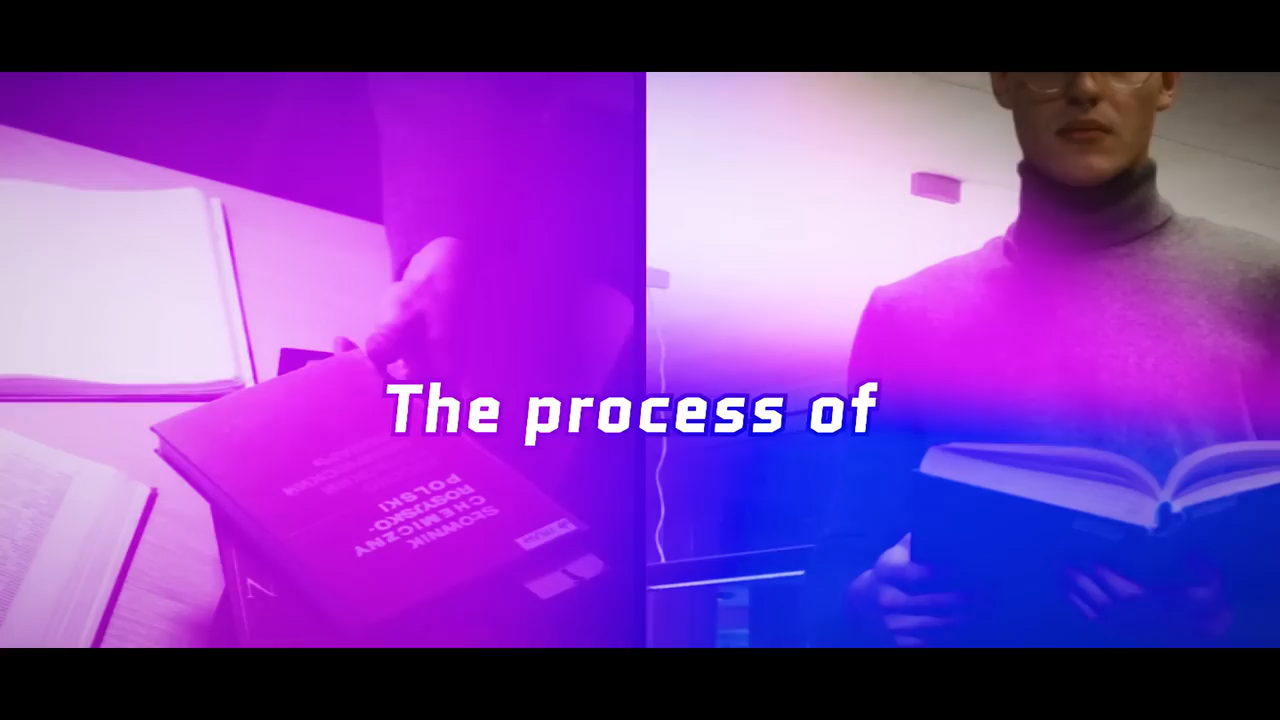 The process of
SŁOWNIK
CHEMICZNY
ROSYJSKO-
POLSKI